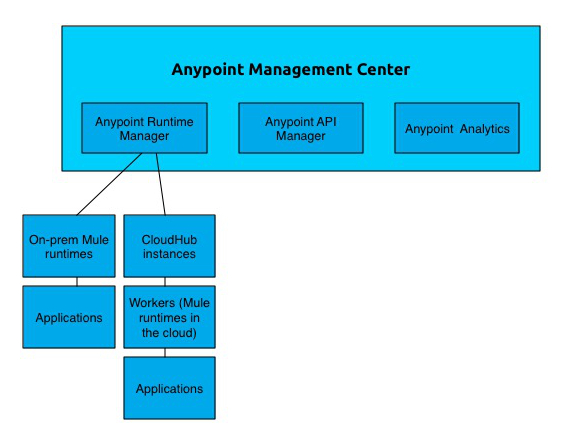 Anypoint Management Center
Anypoint Runtime
Manager
Anypoint API
Manager
Anypoint Analytics
On-prem Mule
runtimes
CloudHub
instances
Applications
Workers (Mule
runtimes in
the cloud)
Applications